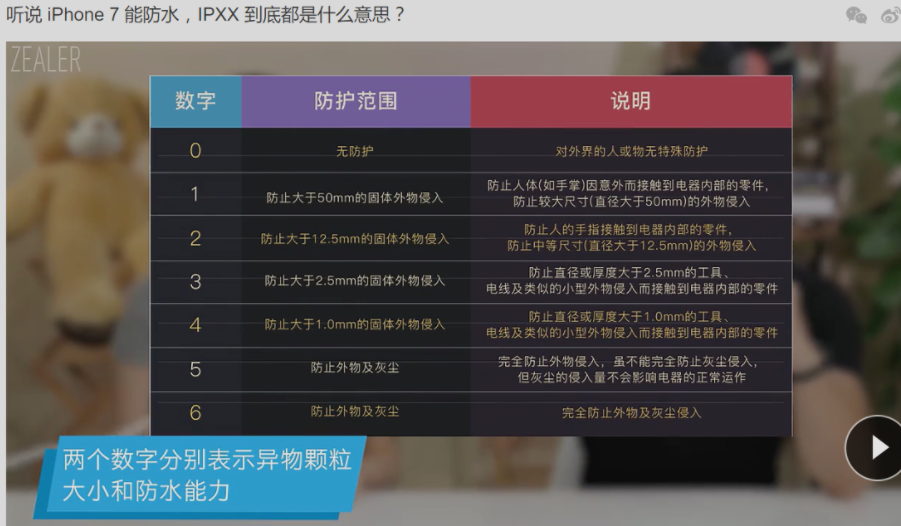 听说 iPhone 7 能防水，IPXX 到底都是什么意思？
ZEALER
数字 防护范围 说明
0 无防护 对外界的人或物无特殊防护
1 防止大于50mm的固体外物侵入 防止人体(如手掌)因意外而接触到电器内部的零件，
防止较大尺寸(直径大于50mm)的外物侵入
2 防止大于12.5mm的固体外物侵入 防止人的手指接触到电器内部的零件，
防止中等尺寸(直径大于12.5mm)的外物侵入
3 防止大于2.5mm的固体外物侵入 防止直径或厚度大于2.5mm的工具、
电线及类似的小型外物侵入而接触到电器内部的零件
4 防止大于1.0mm的固体外物侵入 防止直径或厚度大于1.0mm的工具、
电线及类似的小型外物侵入而接触到电器内部的零件
5 防止外物及灰尘 完全防止外物侵入，虽不能完全防止灰尘侵入，
但灰尘的侵入量不会影响电器的正常运作
6 防止外物及灰尘 完全防止外物及灰尘侵入
两个数字分别表示异物颗粒
大小和防水能力